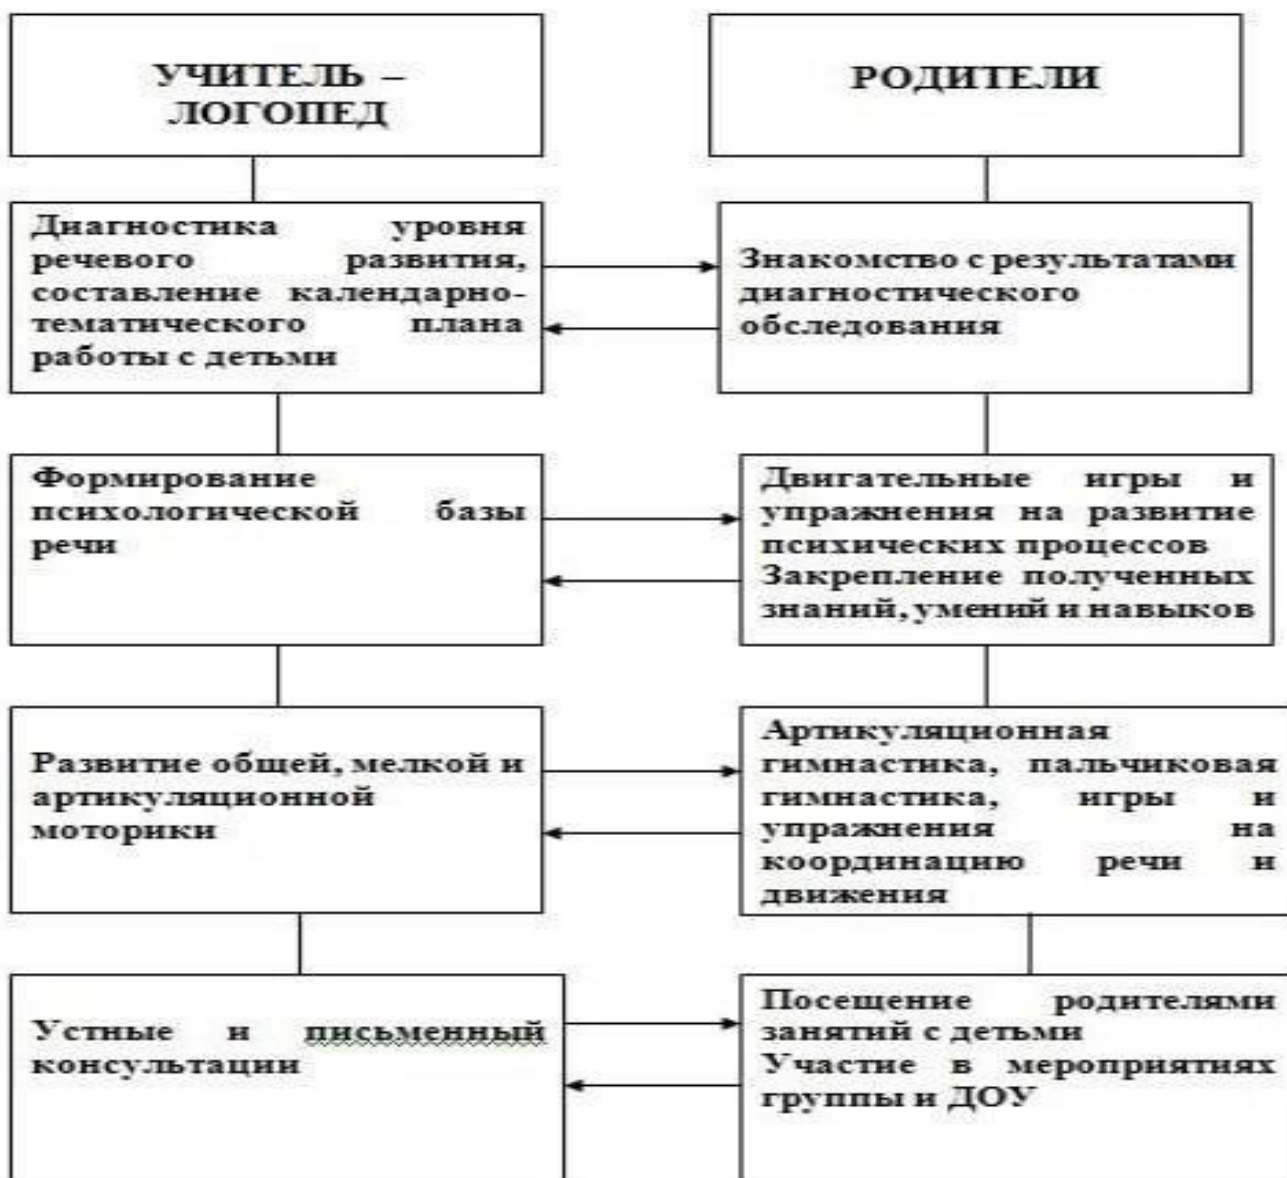 УЧИТЕЛЬ –
ЛОГОПЕД
РОДИТЕЛИ
Диагностика уровня
речевого развития,
составление календарно-
тематического плана
работы с детьми
Знакомство с результатами
диагностического
обследования
Формирование
психологической базы
речи
Двигательные игры и
упражнения на развитие
психических процессов
Закрепление полученных
знаний, умений и навыков
Развитие общей, мелкой и
артикуляционной
моторики
Артикуляционная
гимнастика, пальчиковая
гимнастика, игры и
упражнения на
координацию речи и
движения
Устные и письменный
консультации
Посещение родителями
занятий с детьми
Участие в мероприятиях
группы и ДОУ